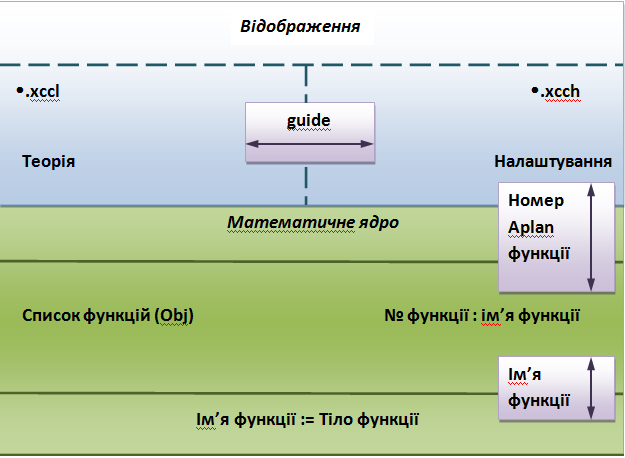 Відображення
•.xccl
•.xcch
guide
Теорія
Налаштування
Номер
Aplan
функції
Математичне ядро
Список функцій (Obj)
№ функції : ім’я функції
Ім’я
функції
Ім’я функції := Тіло функції